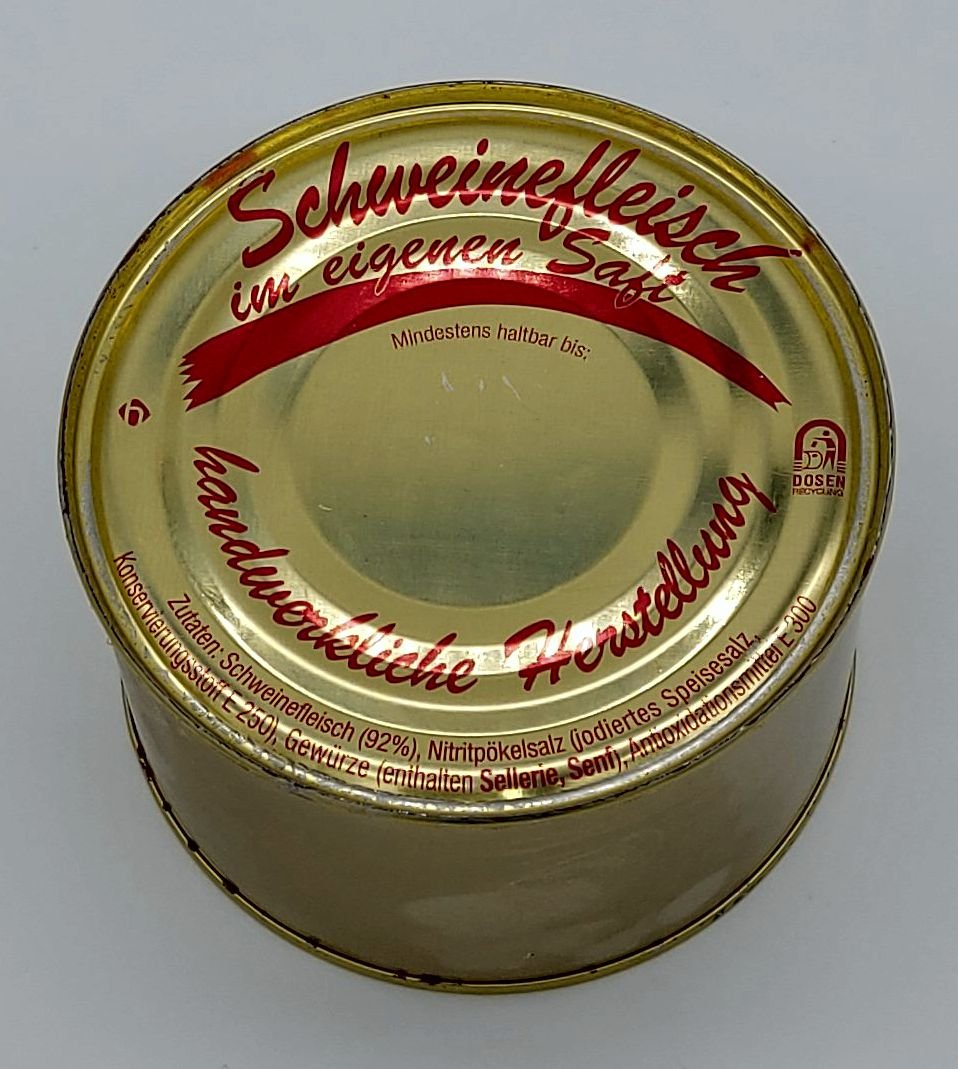 Schweinefleisch
im eigenen Saft
Mindestens haltbar bis:
DOSEN
RECYCLING
handwerkliche Herstellung
Zutaten: Schweinefleisch (92%), Nitritpökelsalz (jodiertes Speisesalz,
Konservierungsstoff E 250), Gewürze (enthalten Sellerie, Senf), Antioxidationsmittel E 300